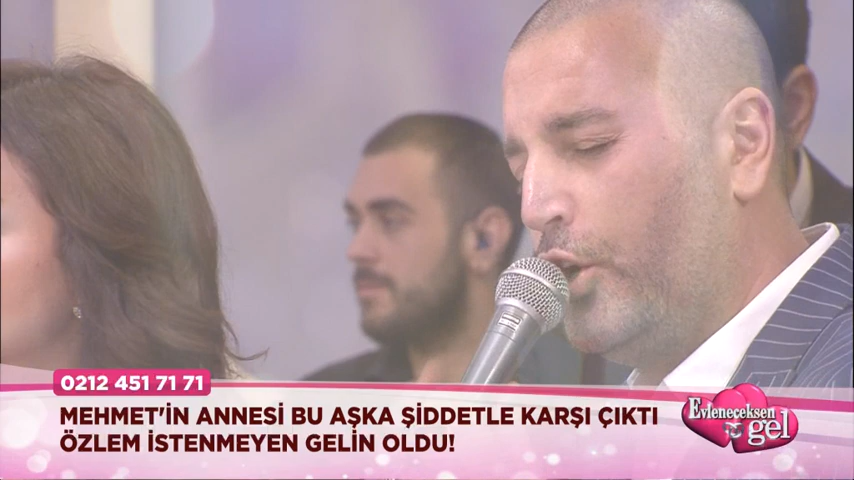 0212 451 71 71
MEHMET'İN ANNESİ BU AŞKA ŞİDDETLE KARŞI ÇIKTI
ÖZLEM İSTENMEYEN GELİN OLDU!
Evleneceksen
gel